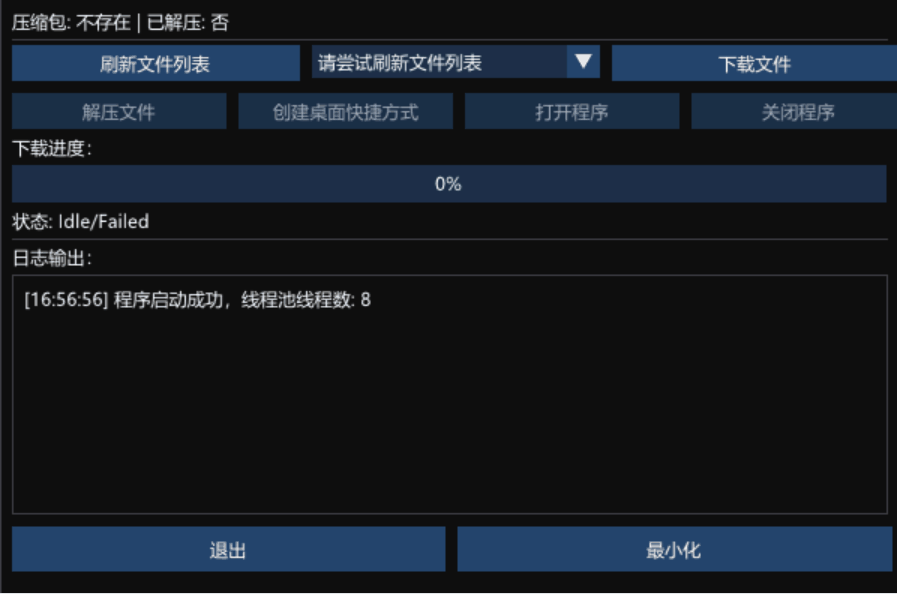 压缩包: 不存在 | 已解压: 否
刷新文件列表 请尝试刷新文件列表 下载文件
解压文件 创建桌面快捷方式 打开程序 关闭程序
下载进度：
0%
状态: Idle/Failed
日志输出：
[16:56:56] 程序启动成功，线程池线程数: 8
退出 最小化